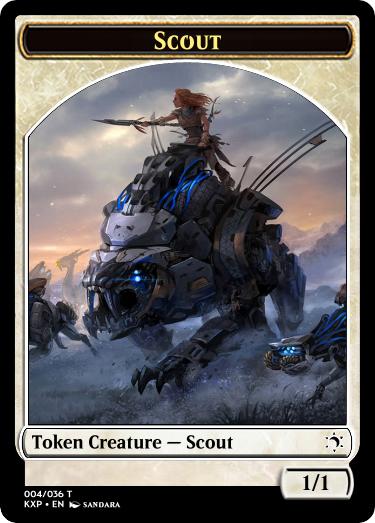 Scout
Token Creature — Scout
1/1
004/036 T
KXP • EN SANDARA